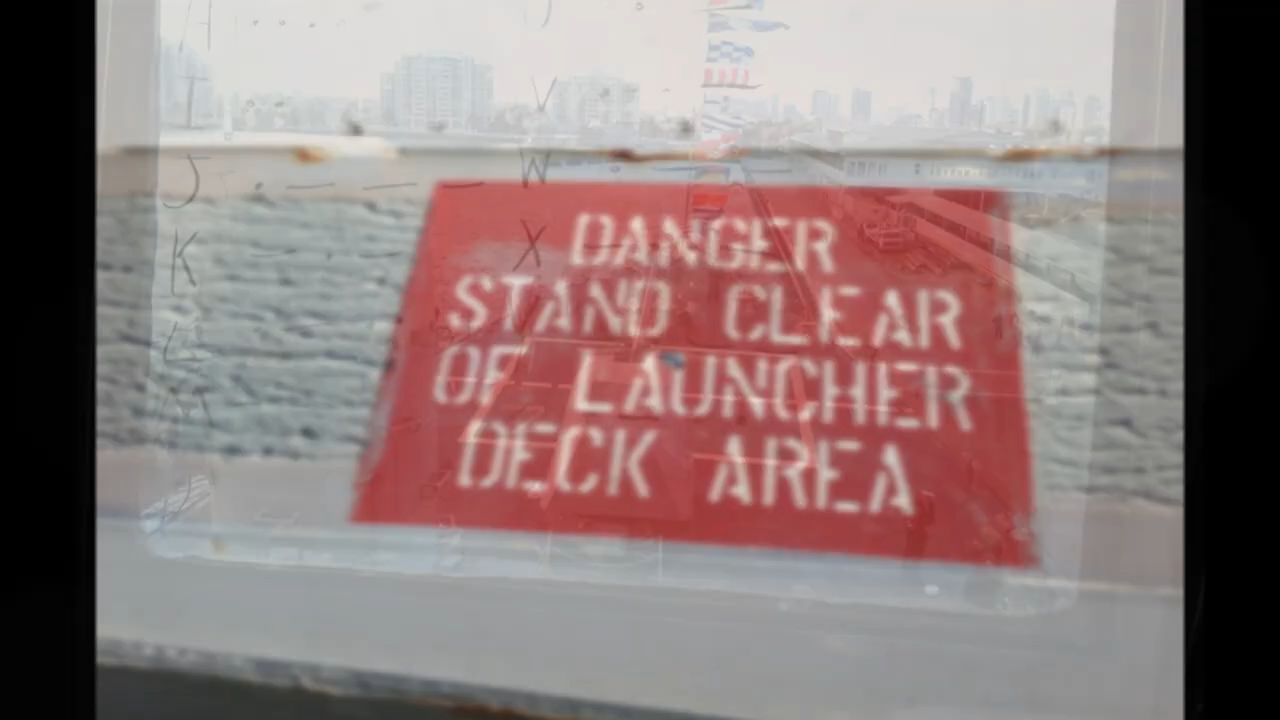 V
J
W
K
X
DANGER
STAND CLEAR
OF LAUNCHER
DECK AREA